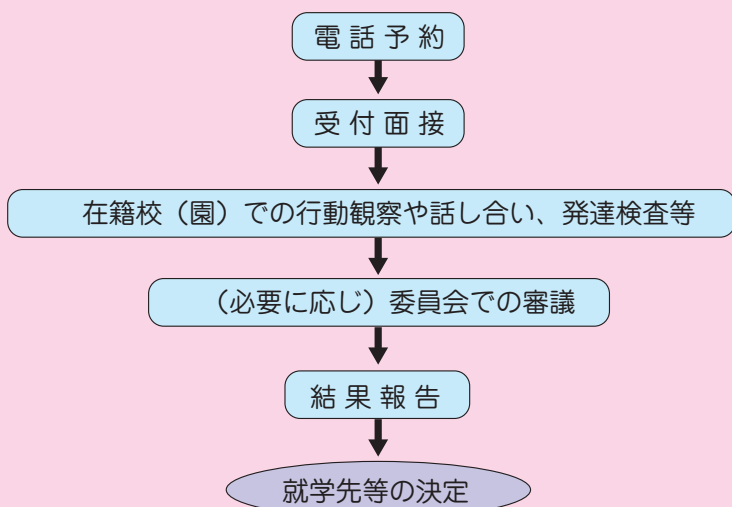 電話予約
受付面接
在籍校（園）での行動観察や話し合い、発達検査等
（必要に応じ）委員会での審議
結果報告
就学先等の決定